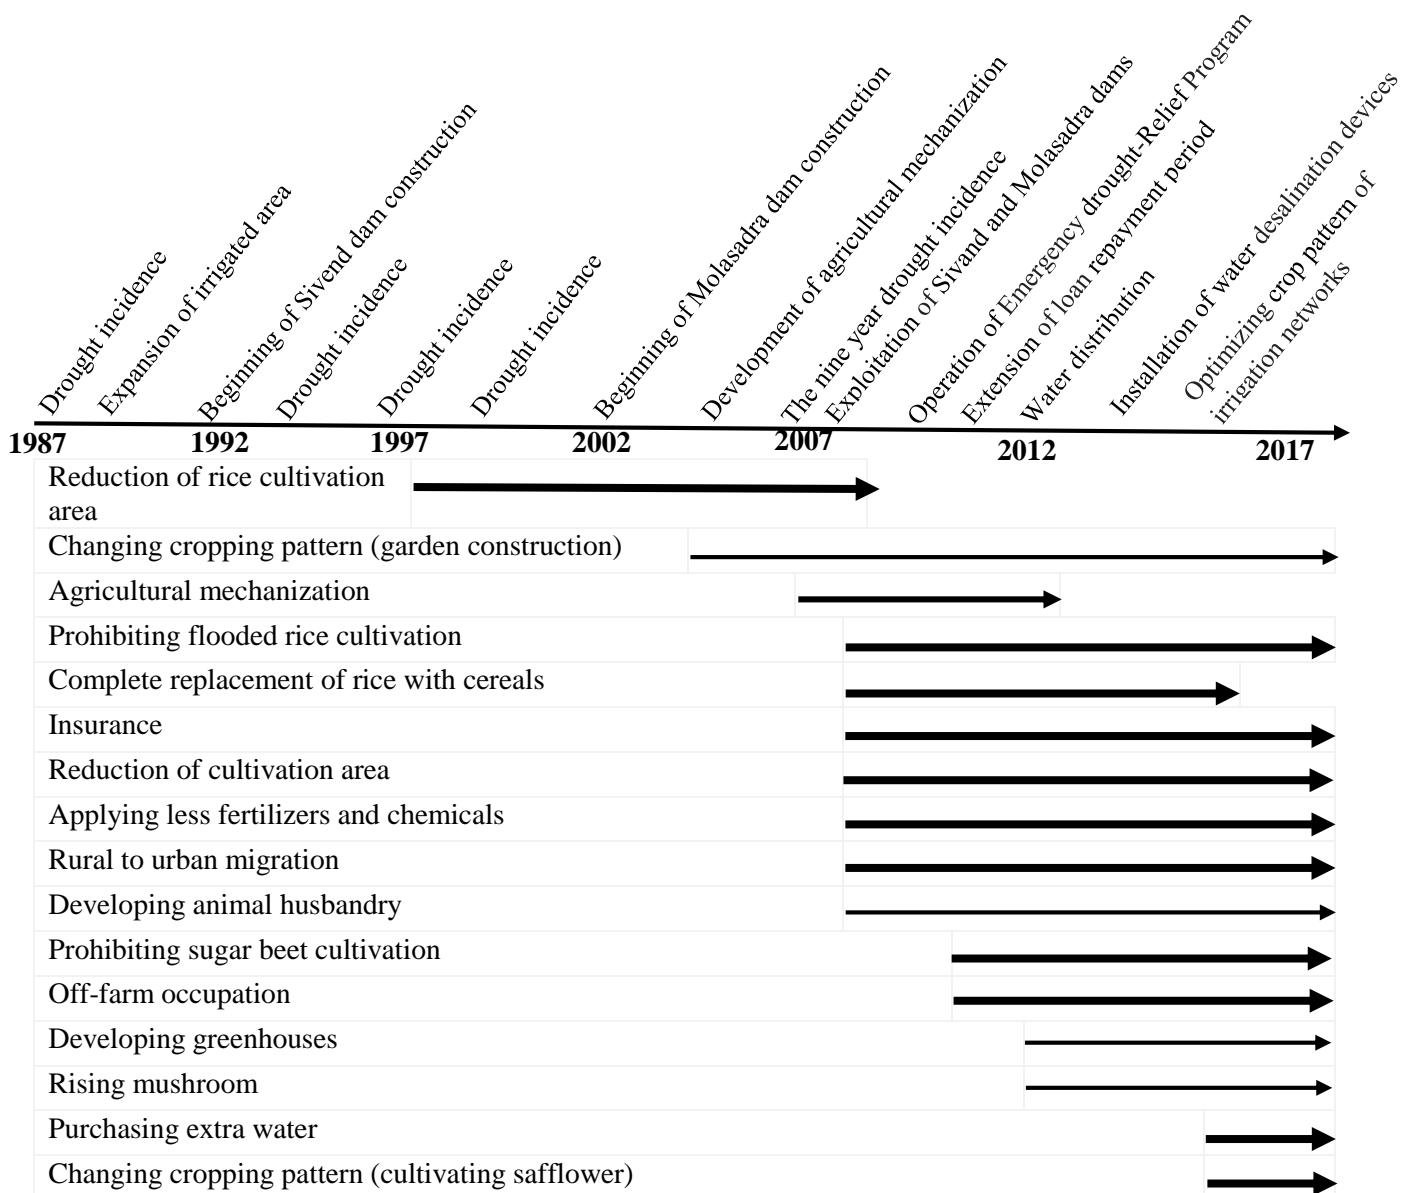 Drought incidence
Expansion of irrigated area
Beginning of Sivend dam construction
Drought incidence
Drought incidence
Drought incidence
Beginning of Molasadra dam construction
Development of agricultural mechanization
The nine year drought incidence
Exploitation of Sivand and Molasadra dams
Operation of Emergency drought-Relief Program
Extension of loan repayment period
Water distribution
Installation of water desalination devices
Optimizing crop pattern of
irrigation networks
1987 1992 1997 2002 2007 2012 2017
Reduction of rice cultivation
area
Changing cropping pattern (garden construction)
Agricultural mechanization
Prohibiting flooded rice cultivation
Complete replacement of rice with cereals
Insurance
Reduction of cultivation area
Applying less fertilizers and chemicals
Rural to urban migration
Developing animal husbandry
Prohibiting sugar beet cultivation
Off-farm occupation
Developing greenhouses
Rising mushroom
Purchasing extra water
Changing cropping pattern (cultivating safflower)